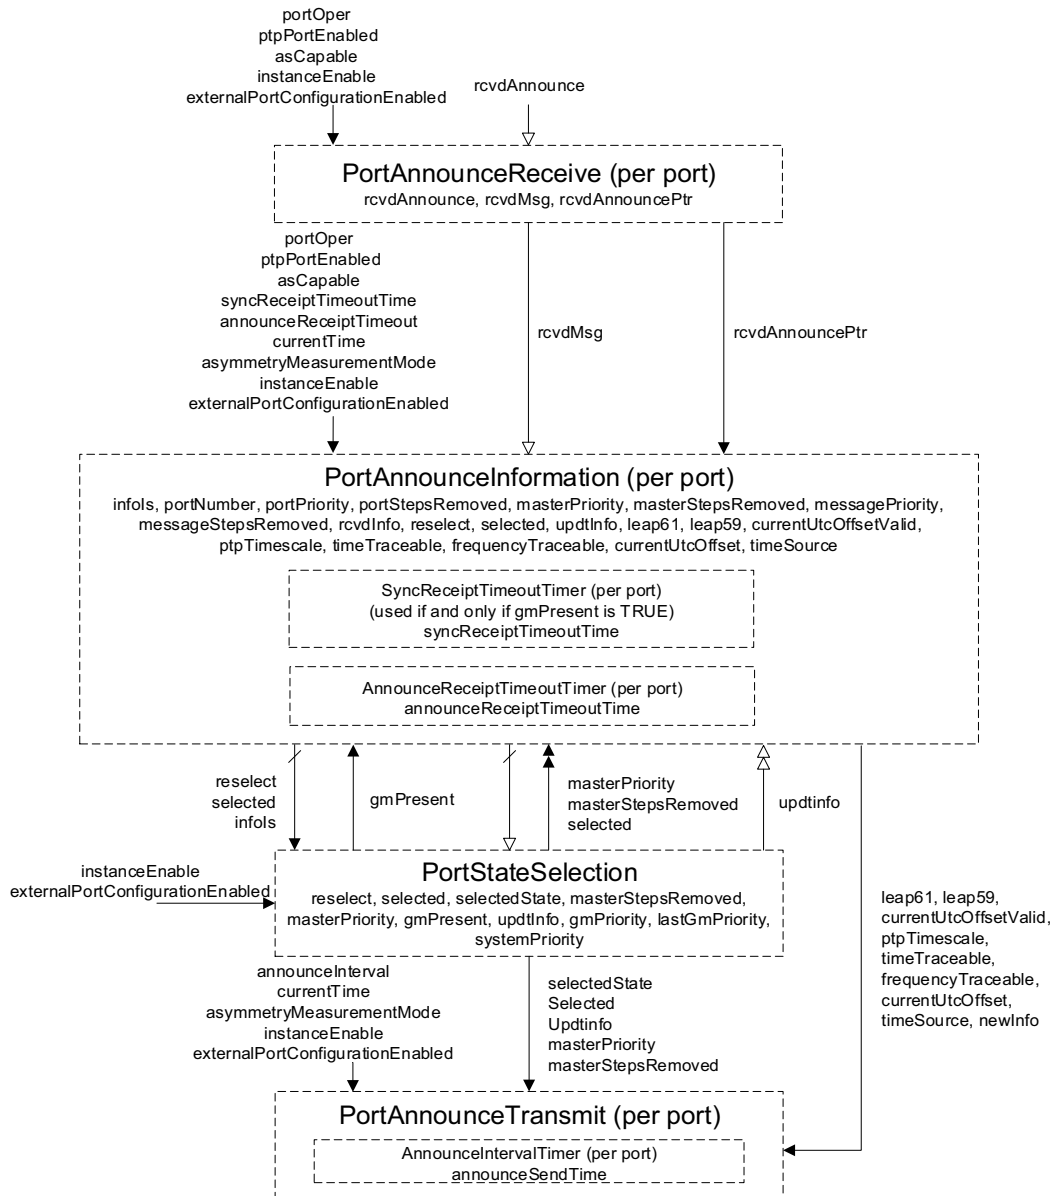 portOper
ptpPortEnabled
asCapable
instanceEnable
externalPortConfigurationEnabled
rcvdAnnounce
PortAnnounceReceive (per port)
rcvdAnnounce, rcvdMsg, rcvdAnnouncePtr
portOper
ptpPortEnabled
asCapable
syncReceiptTimeoutTime
announceReceiptTimeout
currentTime
asymmetryMeasurementMode
instanceEnable
externalPortConfigurationEnabled
rcvdMsg
rcvdAnnouncePtr
PortAnnounceInformation (per port)
infoIs, portNumber, portPriority, portStepsRemoved, masterPriority, masterStepsRemoved, messagePriority,
messageStepsRemoved, rcvdInfo, reselect, selected, updtInfo, leap61, leap59, currentUtcOffsetValid,
ptpTimescale, timeTraceable, frequencyTraceable, currentUtcOffset, timeSource
SyncReceiptTimeoutTimer (per port)
(used if and only if gmPresent is TRUE)
syncReceiptTimeoutTime
AnnounceReceiptTimeoutTimer (per port)
announceReceiptTimeoutTime
reselect
selected
infoIs
gmPresent
masterPriority
masterStepsRemoved
selected
updtinfo
instanceEnable
externalPortConfigurationEnabled
PortStateSelection
reselect, selected, selectedState, masterStepsRemoved,
masterPriority, gmPresent, updtInfo, gmPriority, lastGmPriority,
systemPriority
leap61, leap59,
currentUtcOffsetValid,
ptpTimescale,
timeTraceable,
frequencyTraceable,
currentUtcOffset,
timeSource, newInfo
announceInterval
currentTime
asymmetryMeasurementMode
instanceEnable
externalPortConfigurationEnabled
selectedState
Selected
Updtinfo
masterPriority
masterStepsRemoved
PortAnnounceTransmit (per port)
AnnounceIntervalTimer (per port)
announceSendTime